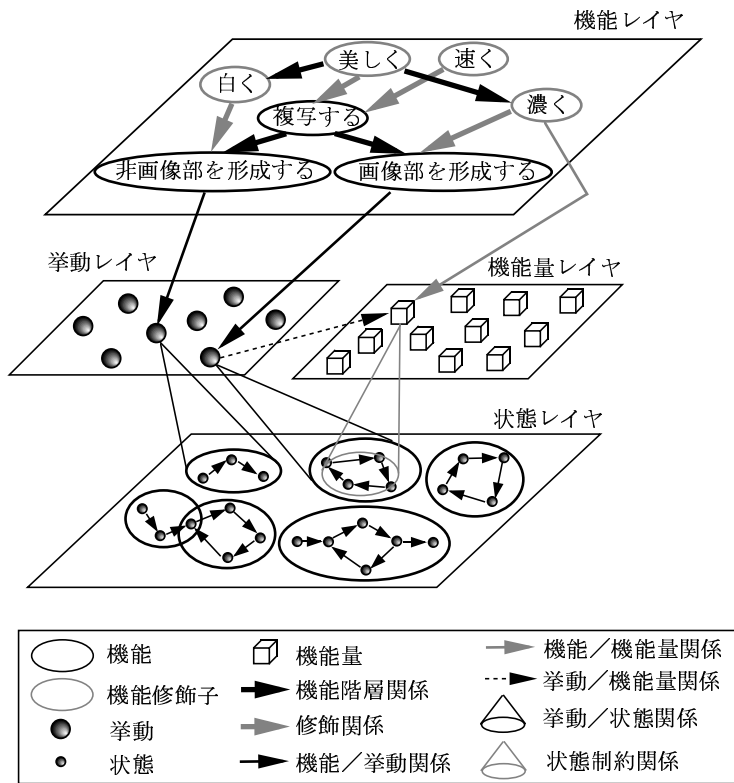 機能レイヤ
美しく
速く
白く
濃く
複写する
非画像部を形成する
画像部を形成する
挙動レイヤ
機能量レイヤ
状態レイヤ
機能
機能修飾子
挙動
状態
機能量
機能階層関係
修飾関係
機能／挙動関係
機能／機能量関係
挙動／機能量関係
挙動／状態関係
状態制約関係